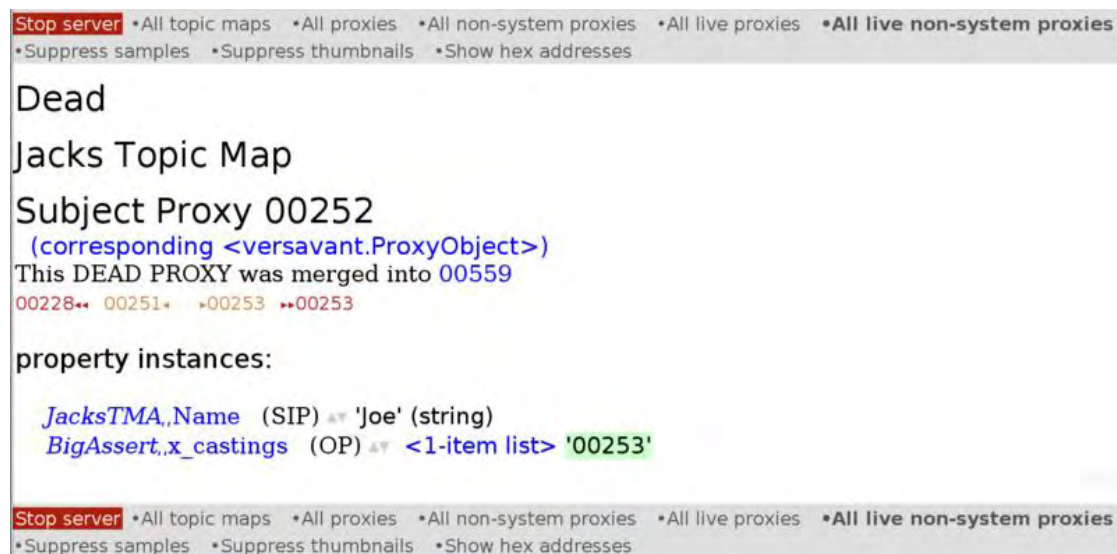 Stop server •All topic maps •All proxies •All non-system proxies •All live proxies •All live non-system proxies
•Suppress samples •Suppress thumbnails •Show hex addresses
Dead
Jacks Topic Map
Subject Proxy 00252
(corresponding <versavant.ProxyObject>)
This DEAD PROXY was merged into 00559
00228◂◂ 00251◂ ▸00253 ▸▸00253
property instances:
JacksTMA,,Name (SIP) ▲▼ 'Joe' (string)
BigAssert,,x_castings (OP) ▲▼ <1-item list> '00253'
Stop server •All topic maps •All proxies •All non-system proxies •All live proxies •All live non-system proxies
•Suppress samples •Suppress thumbnails •Show hex addresses